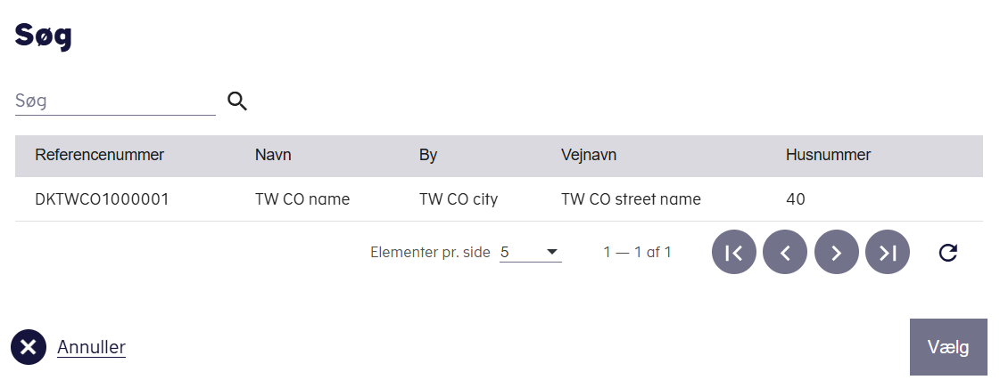 Søg
Søg
Referencenummer Navn By Vejnavn Husnummer
DKTWCO1000001 TW CO name TW CO city TW CO street name 40
Elementer pr. side 5 1 — 1 af 1
Annuller Vælg